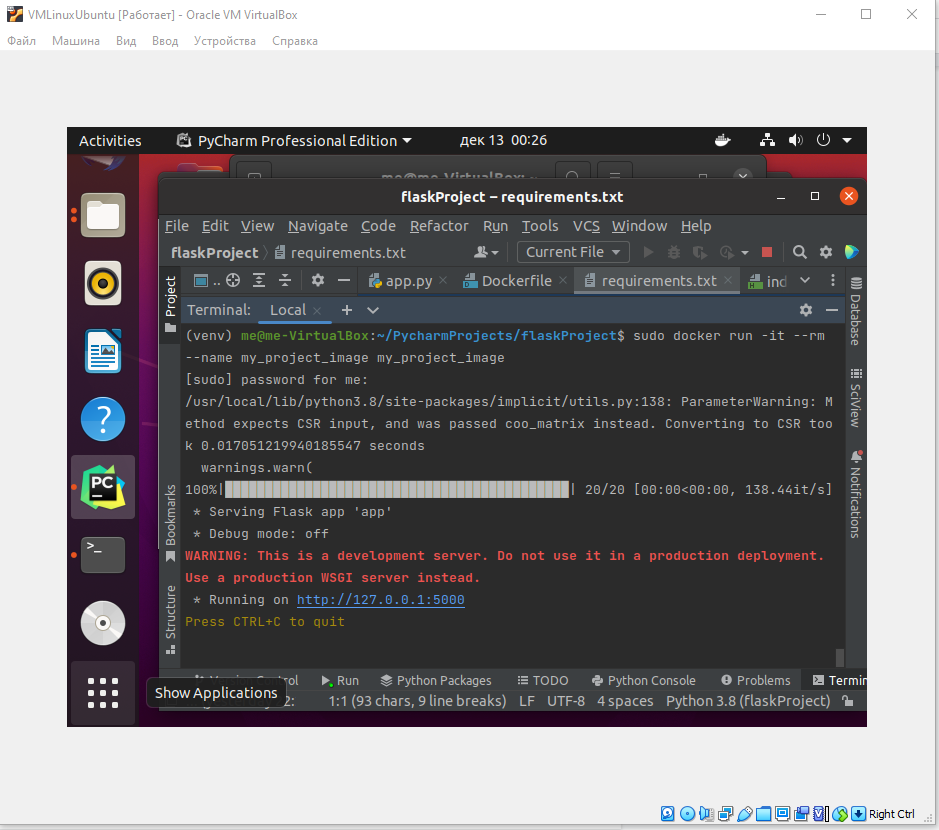 VMLinuxUbuntu [Работает] - Oracle VM VirtualBox
Файл Машина Вид Ввод Устройства Справка
Activities PyCharm Professional Edition дек 13 00:26
me@me-VirtualBox: ~
flaskProject – requirements.txt
File Edit View Navigate Code Refactor Run Tools VCS Window Help
flaskProject requirements.txt Current File
Project .. app.py Dockerfile requirements.txt ind
Terminal: Local
Database
SciView
Notifications
(venv) me@me-VirtualBox:~/PycharmProjects/flaskProject$ sudo docker run -it --rm
--name my_project_image my_project_image
[sudo] password for me:
/usr/local/lib/python3.8/site-packages/implicit/utils.py:138: ParameterWarning: M
ethod expects CSR input, and was passed coo_matrix instead. Converting to CSR too
k 0.017051219940185547 seconds
warnings.warn(
100%| | 20/20 [00:00<00:00, 138.44it/s]
* Serving Flask app 'app'
* Debug mode: off
WARNING: This is a development server. Do not use it in a production deployment.
Use a production WSGI server instead.
* Running on http://127.0.0.1:5000
Press CTRL+C to quit
Bookmarks
Structure
PC
>_
?
Run Python Packages TODO Python Console Problems Termin
Show Applications
2: 1:1 (93 chars, 9 line breaks) LF UTF-8 4 spaces Python 3.8 (flaskProject)
Right Ctrl